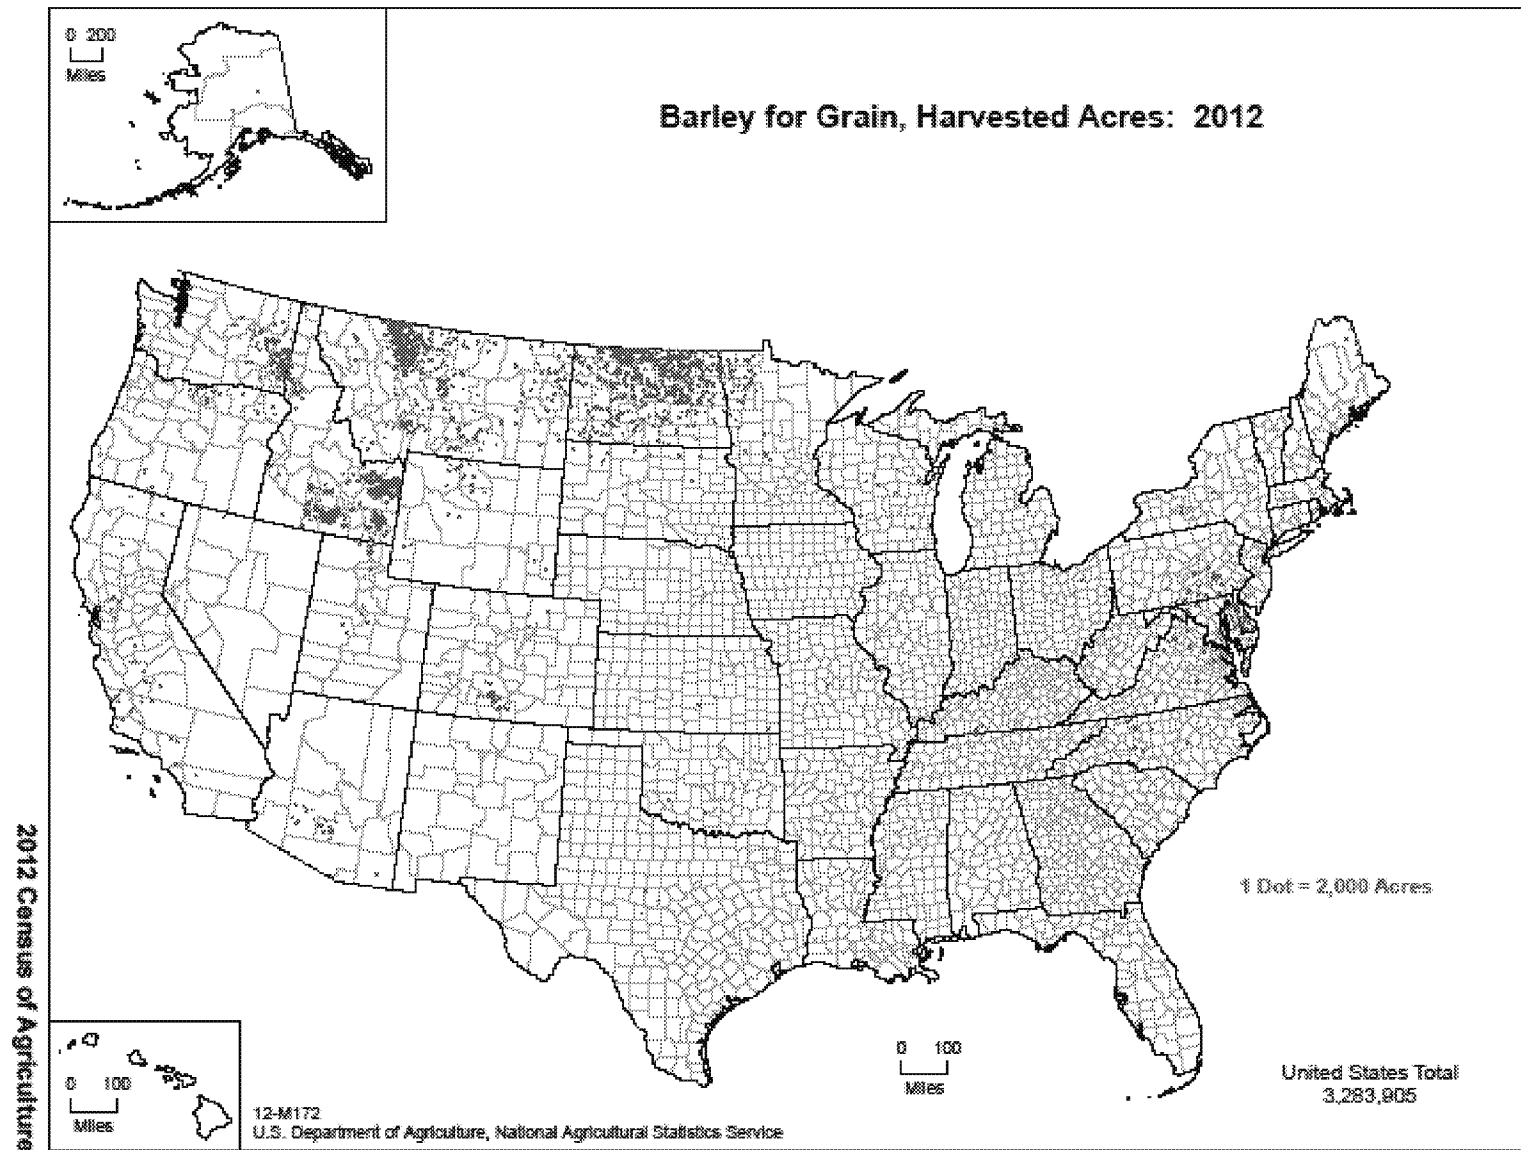 0 200
Miles
Barley for Grain, Harvested Acres: 2012
1 Dot = 2,000 Acres
2012 Census of Agriculture
0 100
Miles
12-M172
U.S. Department of Agriculture, National Agricultural Statistics Service
0 100
Miles
United States Total
3,283,905